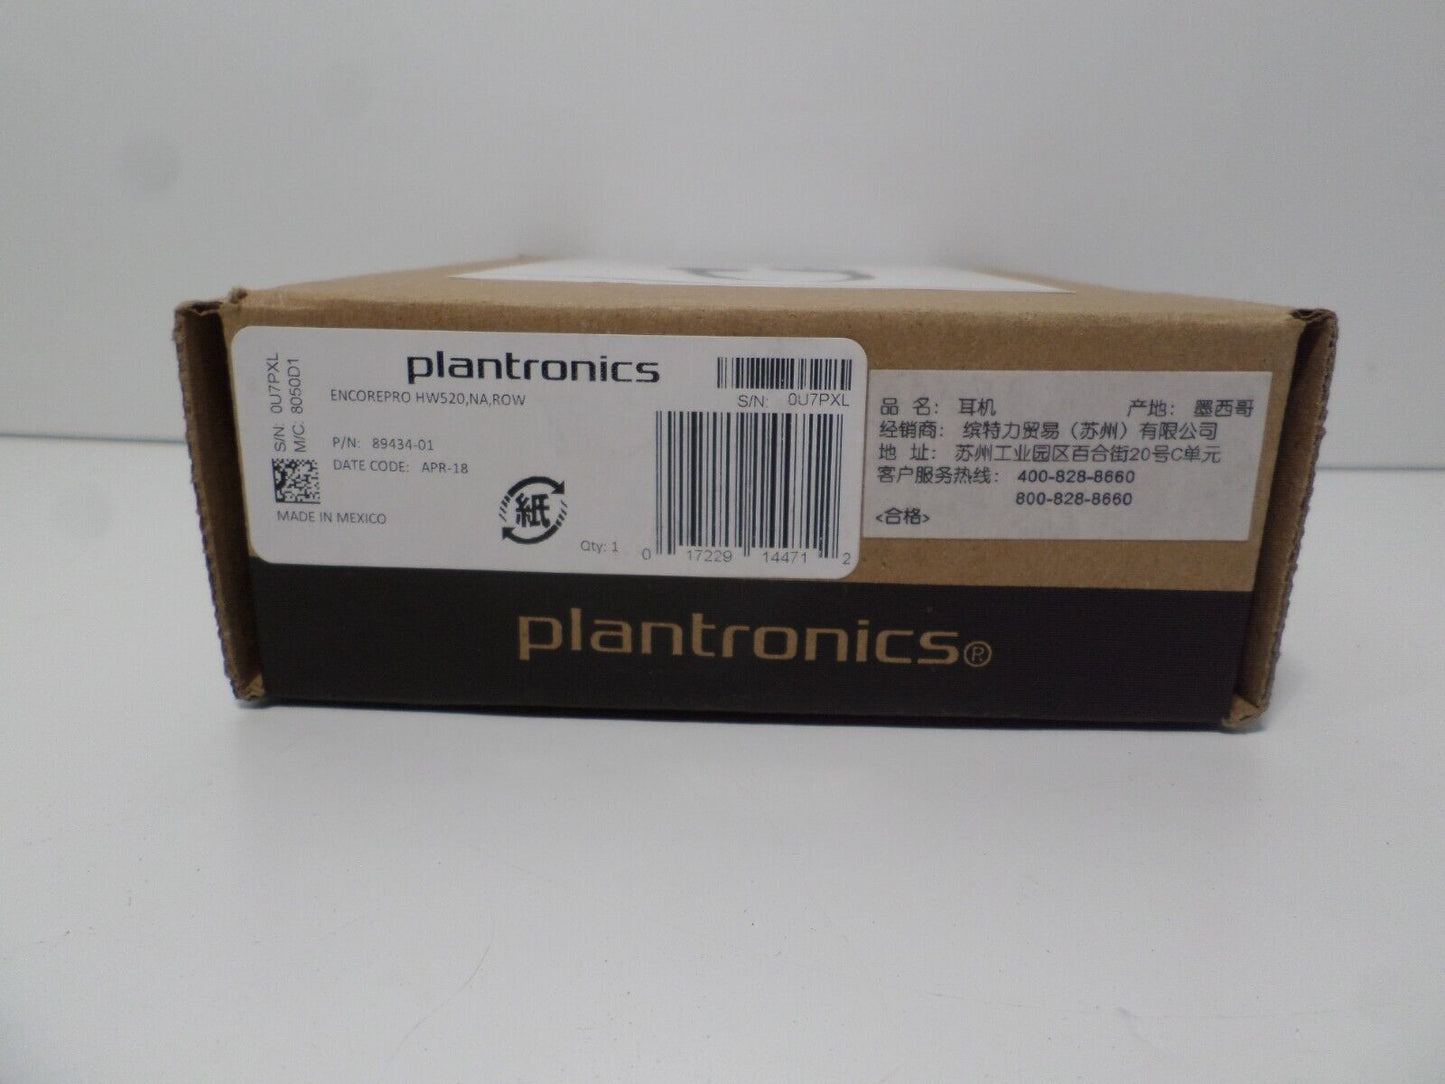 S/N: 0U7PXL
M/C: 8050D1
plantronics
ENCOREPRO HW520,NA,ROW
S/N: 0U7PXL
P/N: 89434-01
DATE CODE: APR-18
MADE IN MEXICO
紙
Qty: 1
0 17229 14471 2
品 名： 耳机 产地： 墨西哥
经销商： 缤特力贸易（苏州）有限公司
地 址： 苏州工业园区百合街20号C单元
客户服务热线： 400-828-8660
800-828-8660
<合格>
plantronics®